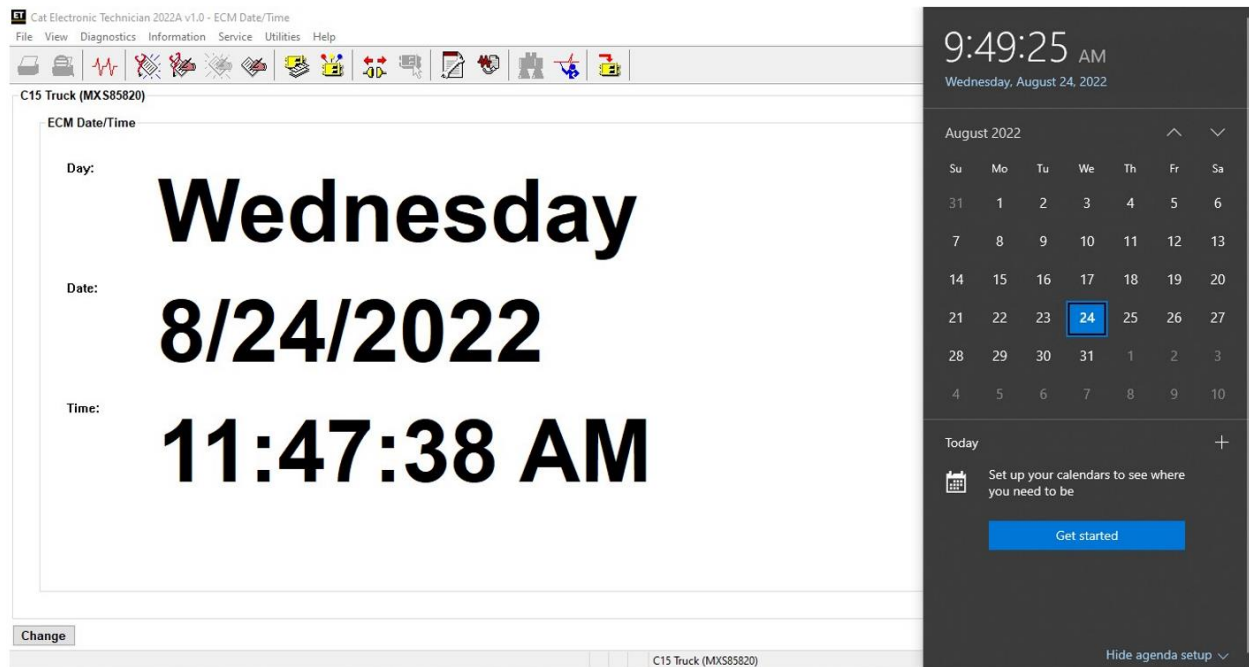 Cat Electronic Technician 2022A v1.0 - ECM Date/Time
File View Diagnostics Information Service Utilities Help
C15 Truck (MXS85820)
ECM Date/Time
Day:
Wednesday
Date:
8/24/2022
Time:
11:47:38 AM
Change
C15 Truck (MXS85820)
9:49:25 AM
Wednesday, August 24, 2022
August 2022
Su Mo Tu We Th Fr Sa
31 1 2 3 4 5 6
7 8 9 10 11 12 13
14 15 16 17 18 19 20
21 22 23 24 25 26 27
28 29 30 31 1 2 3
4 5 6 7 8 9 10
Today
Set up your calendars to see where
you need to be
Get started
Hide agenda setup